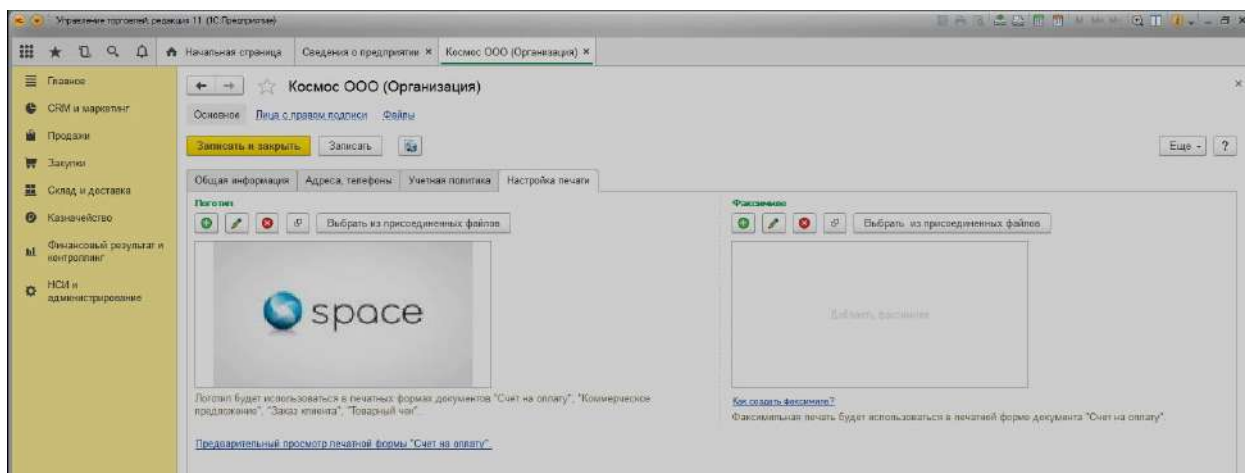 Управление торговлей, редакция 11 (1С:Предприятие)
M M+ M-
Начальная страница Сведения о предприятии × Космос ООО (Организация) ×
Главное
CRM и маркетинг
Продажи
Закупки
Склад и доставка
Казначейство
Финансовый результат и
контроллинг
НСИ и
администрирование
Космос ООО (Организация)
Основное Лица с правом подписи Файлы
Записать и закрыть Записать Еще ?
Общая информация Адреса, телефоны Учетная политика Настройка печати
Логотип Факсимиле
Выбрать из присоединенных файлов Выбрать из присоединенных файлов
space
Добавить факсимиле
Логотип будет использоваться в печатных формах документов "Счет на оплату", "Коммерческое
предложение", "Заказ клиента", "Товарный чек".
Как создать факсимиле?
Факсимильная печать будет использоваться в печатной форме документа "Счет на оплату".
Предварительный просмотр печатной формы "Счет на оплату".